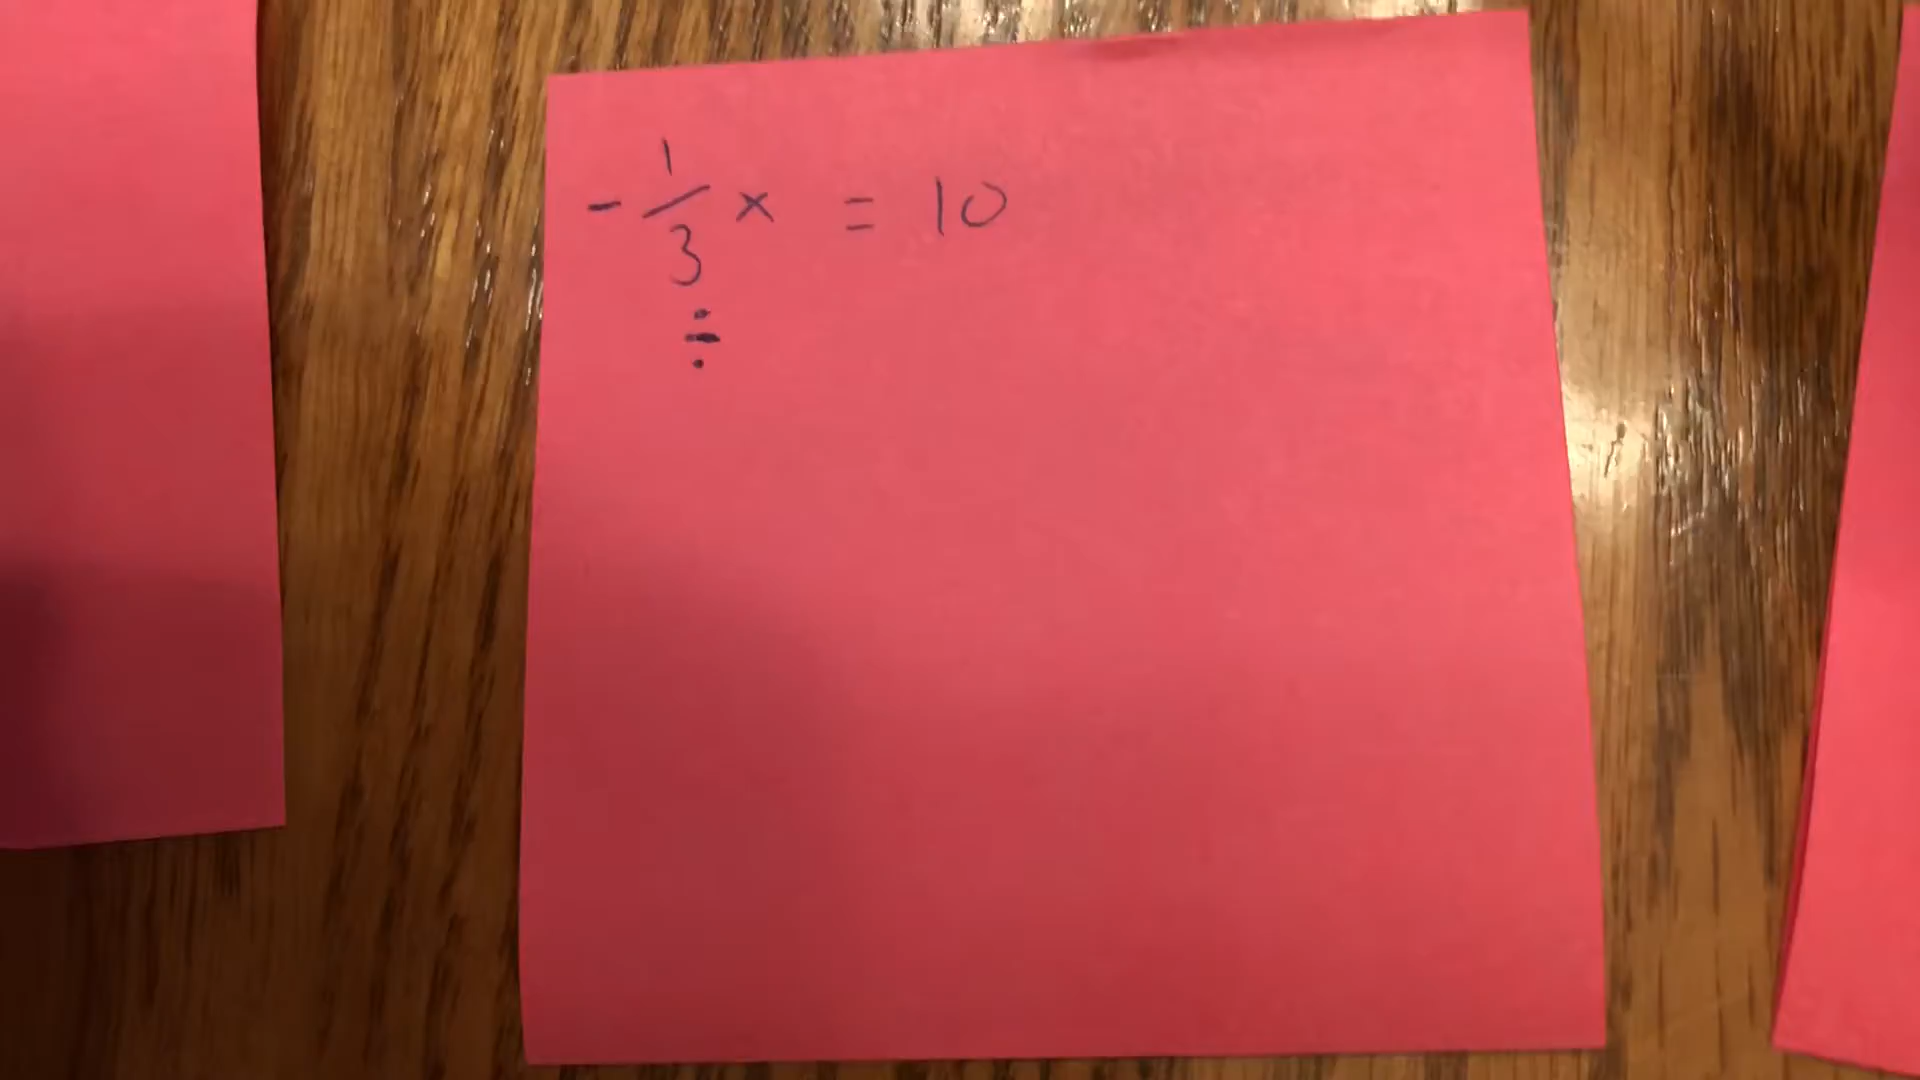 - 1/3 x = 10
÷